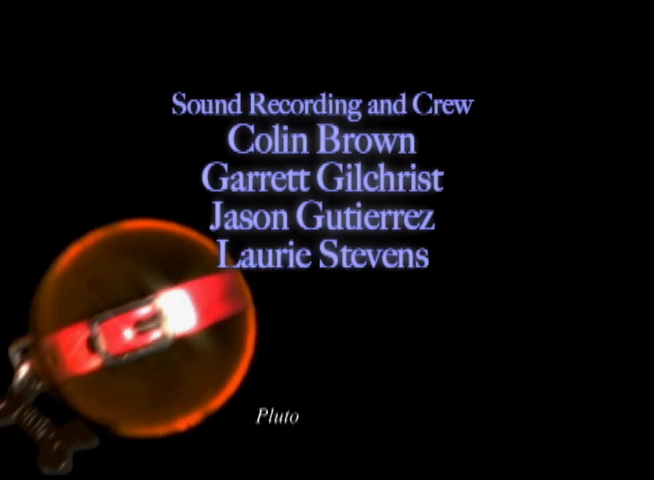 Sound Recording and Crew
Colin Brown
Garrett Gilchrist
Jason Gutierrez
Laurie Stevens
Pluto